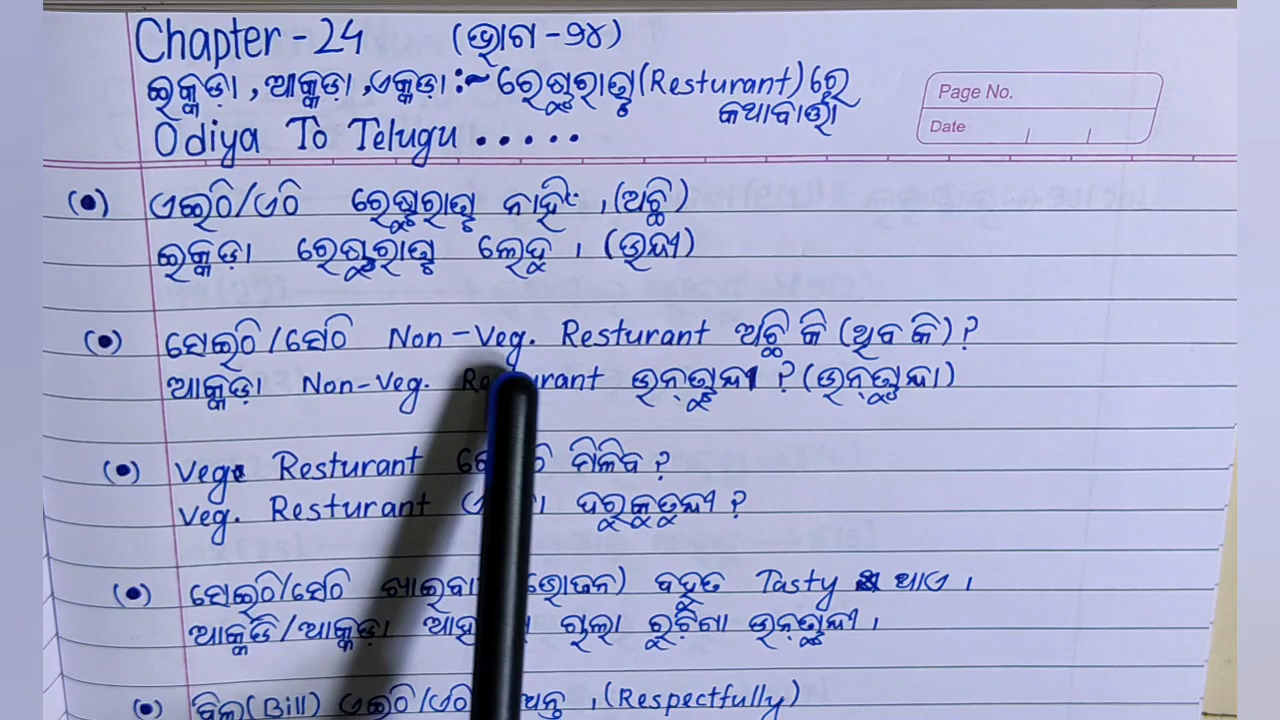 Chapter - 24 (ଭାଗ - ୨୪)
ଇକ୍କଡ଼ା, ଆକ୍କଡ଼ା, ଏକ୍କଡ଼ା :~ ରେଷ୍ଟୁରାଣ୍ଟ (Resturant) ରେ
କଥାବାର୍ତ୍ତା
Odiya To Telugu . . . . .
Page No.
Date
(•) ଏଇଠି/ଏଠି ରେଷ୍ଟୁରାଣ୍ଟ ନାହିଂ । (ଅଛି)
ଇକ୍କଡ଼ା ରେଷ୍ଟୁରାଣ୍ଟ ଲେଦୁ । (ଉନ୍ଦୀ)
(•) ସେଇଠି/ସେଠି Non-Veg. Resturant ଅଛି କି (ଥିବ କି) ?
ଆକ୍କଡ଼ା Non-Veg. ଉନ୍ତୁନ୍ଦୀ ? (ଉନ୍ତୁନ୍ଦା)
(•) Veg. Resturant ମିଳିବ ?
Veg. Resturant ଦରୁକୁତୁନ୍ଦୀ ?
(•) ସେଇଠି/ସେଠି ଭୋଜନ) ବହୁତ Tasty ଥାଏ ।
ଆକ୍କଡି/ଆକ୍କଡ଼ା ଚାଲା ରୁଚିଗା ଉନ୍ତୁନ୍ଦୀ ।
(•) ବିଲ (Bill) ଏଇଠି/ଏଠି (Respectfully)